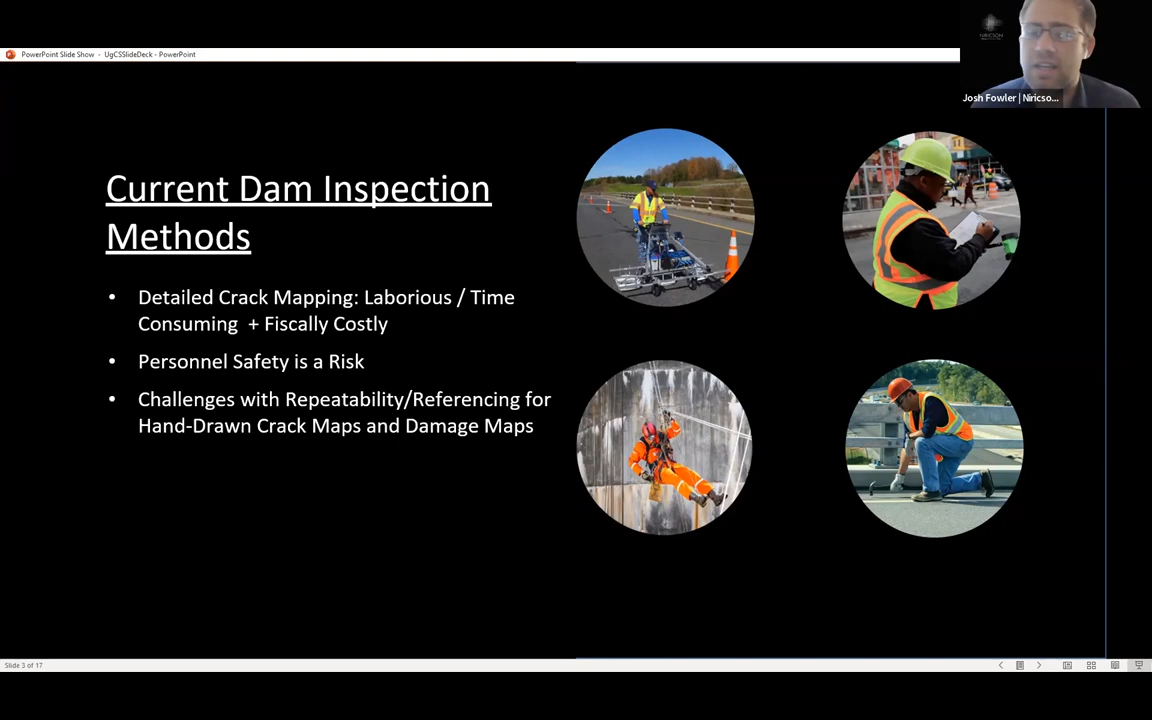 PowerPoint Slide Show - UgCSSlideDeck - PowerPoint
NIRICSON
Josh Fowler | Niricso...
Current Dam Inspection
Methods
• Detailed Crack Mapping: Laborious / Time
Consuming + Fiscally Costly
• Personnel Safety is a Risk
• Challenges with Repeatability/Referencing for
Hand-Drawn Crack Maps and Damage Maps
Slide 3 of 17